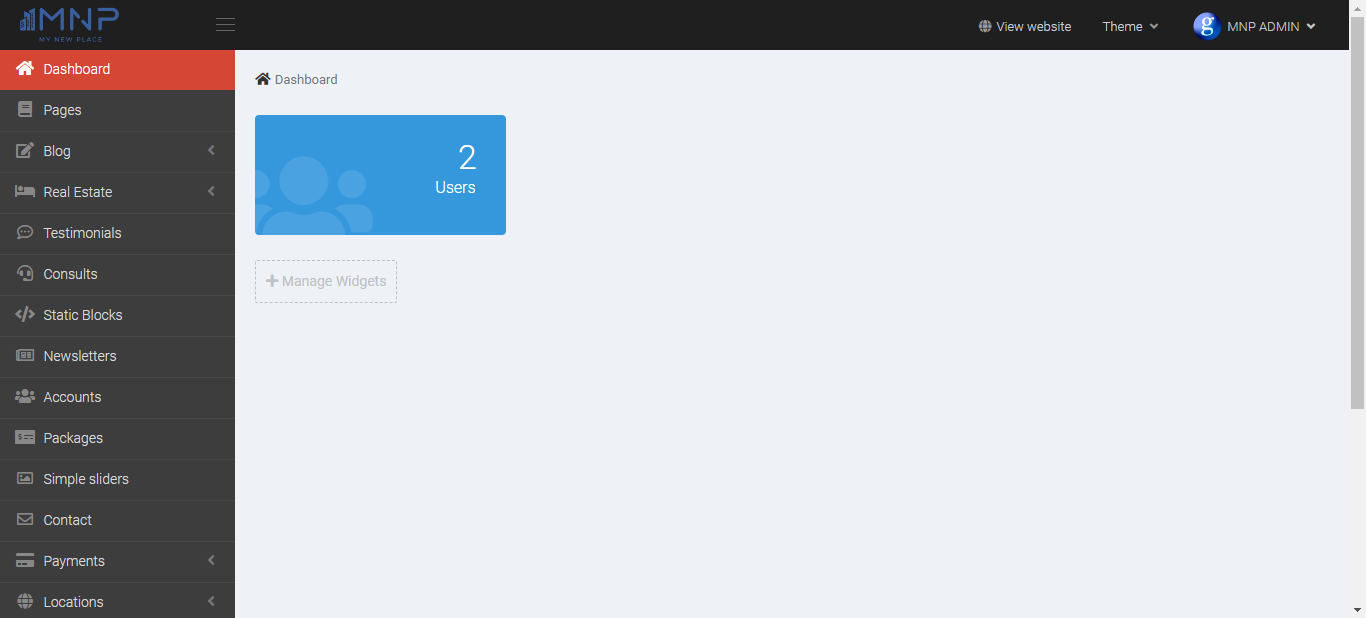 MNP
MY NEW PLACE
View website
Theme
g
MNP ADMIN
Dashboard
Pages
Blog
Real Estate
Testimonials
Consults
Static Blocks
Newsletters
Accounts
Packages
Simple sliders
Contact
Payments
Locations
Dashboard
2
Users
Manage Widgets